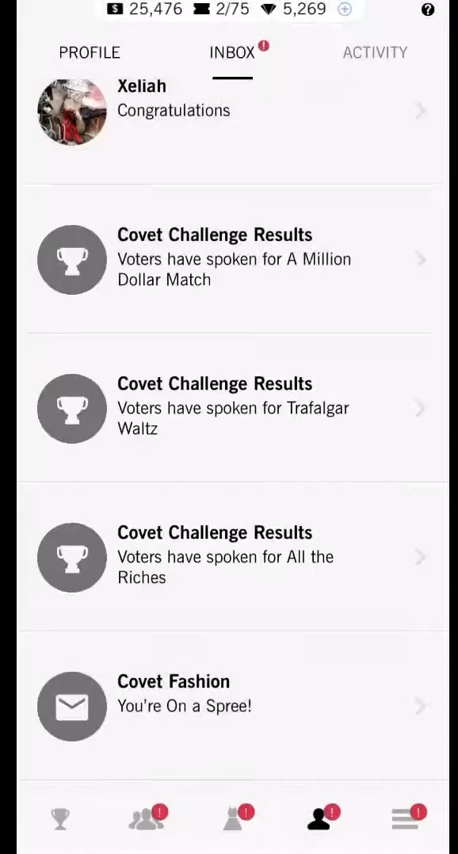 25,476 2/75 5,269 ?
PROFILE INBOX ! ACTIVITY
Xeliah
Congratulations
Covet Challenge Results
Voters have spoken for A Million
Dollar Match
Covet Challenge Results
Voters have spoken for Trafalgar
Waltz
Covet Challenge Results
Voters have spoken for All the
Riches
Covet Fashion
You're On a Spree!
! ! ! !